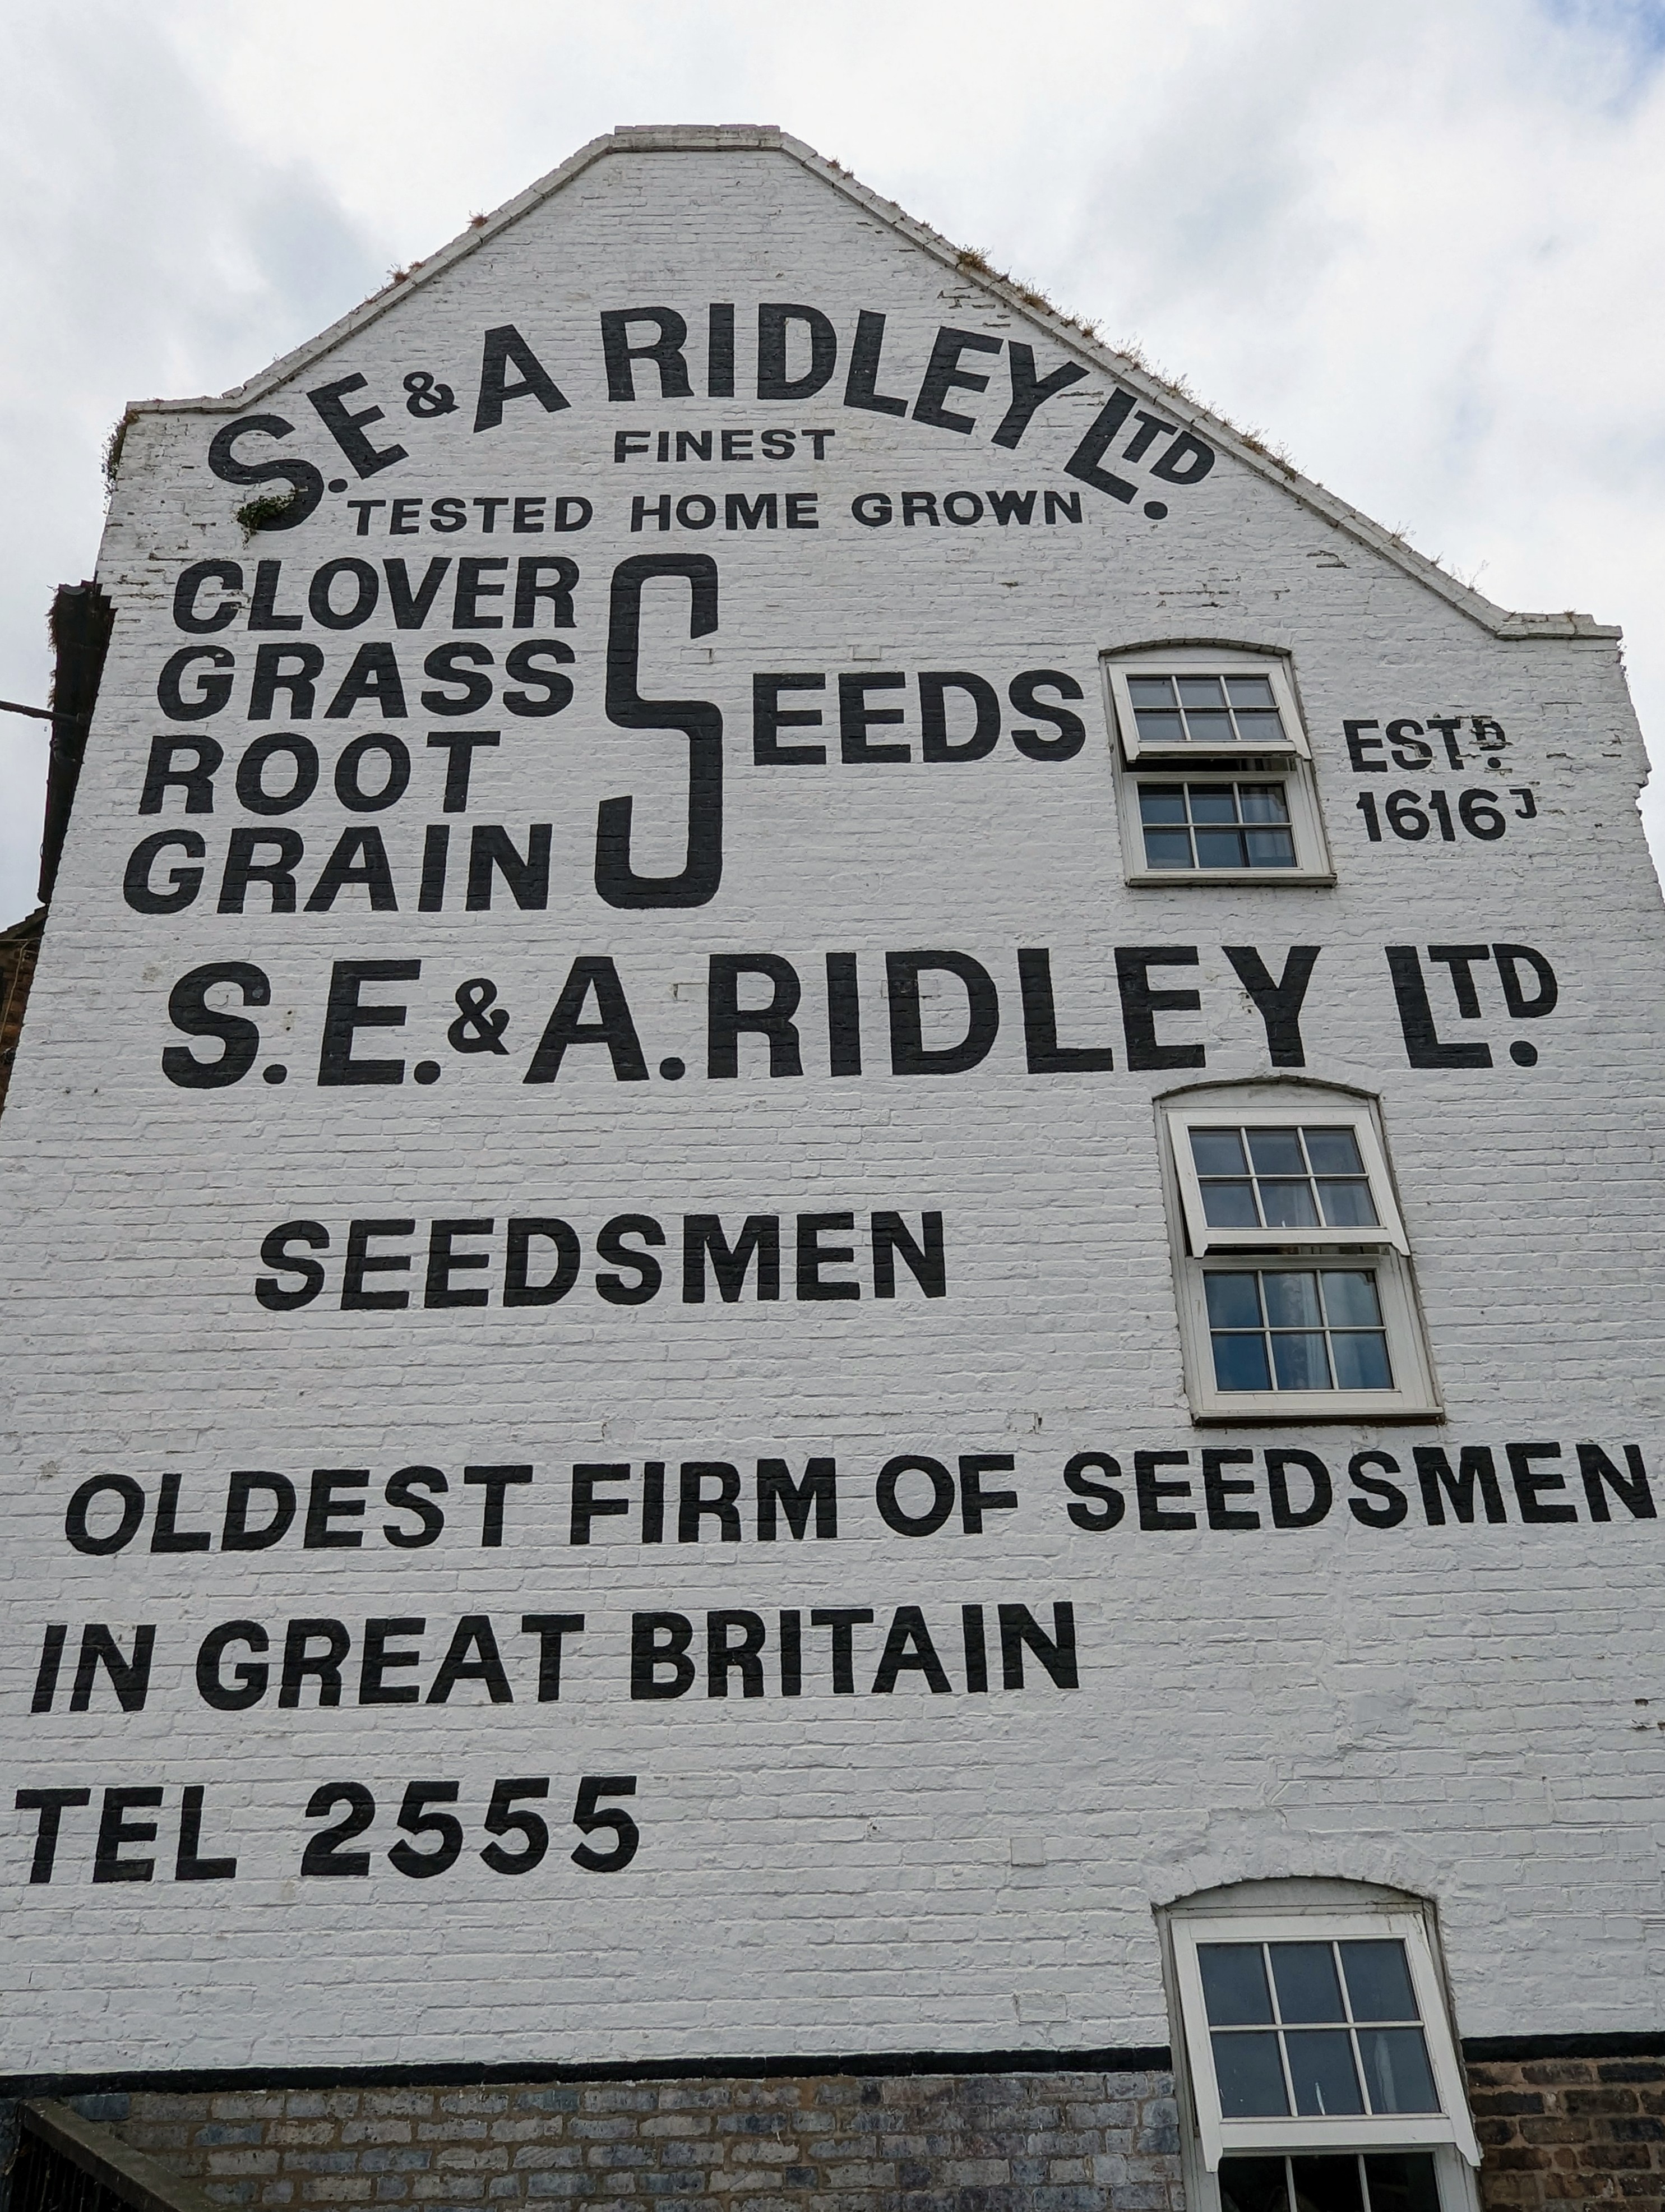 S.E & A RIDLEY LTD.
FINEST
TESTED HOME GROWN
CLOVER
GRASS
ROOT
GRAIN
SEEDS
ESTD.
1616J
S.E. & A. RIDLEY LTD.
SEEDSMEN
OLDEST FIRM OF SEEDSMEN
IN GREAT BRITAIN
TEL 2555